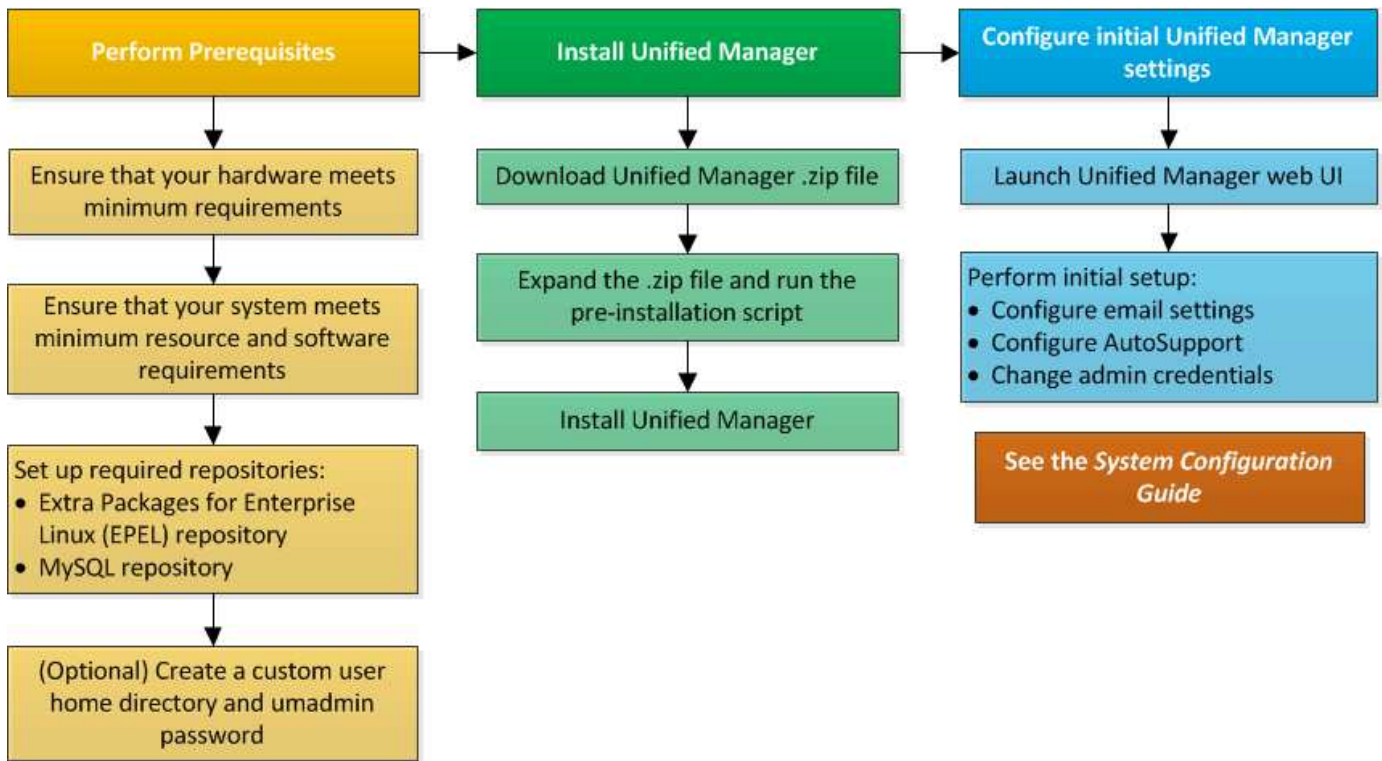 Perform Prerequisites
Ensure that your hardware meets
minimum requirements
Ensure that your system meets
minimum resource and software
requirements
Set up required repositories:
• Extra Packages for Enterprise
Linux (EPEL) repository
• MySQL repository
(Optional) Create a custom user
home directory and umadmin
password
Install Unified Manager
Download Unified Manager .zip file
Expand the .zip file and run the
pre-installation script
Install Unified Manager
Configure initial Unified Manager
settings
Launch Unified Manager web UI
Perform initial setup:
• Configure email settings
• Configure AutoSupport
• Change admin credentials
See the System Configuration
Guide